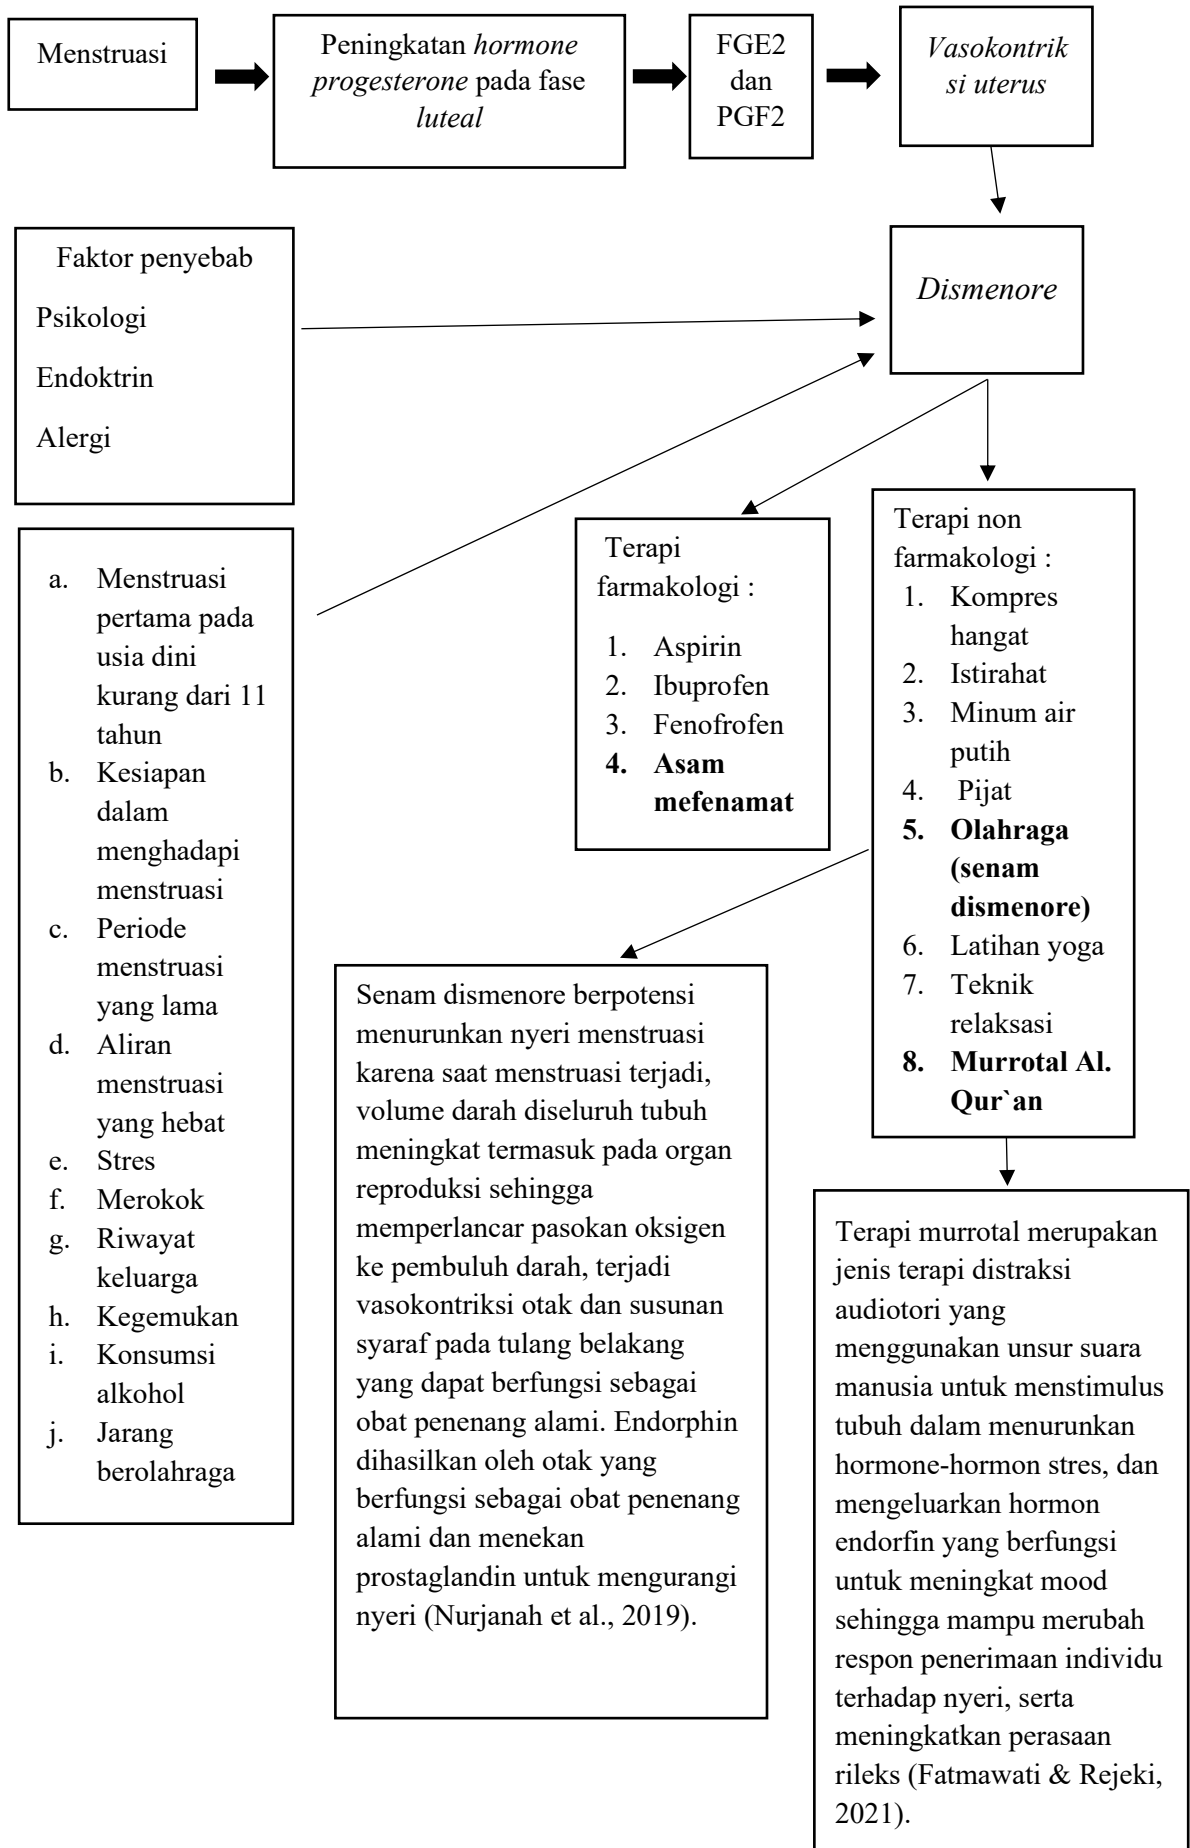 Menstruasi
Peningkatan hormone
progesterone pada fase
luteal
FGE2
dan
PGF2
Vasokontrik
si uterus
Faktor penyebab
Psikologi
Endoktrin
Alergi
Dismenore
a. Menstruasi
pertama pada
usia dini
kurang dari 11
tahun
b. Kesiapan
dalam
menghadapi
menstruasi
c. Periode
menstruasi
yang lama
d. Aliran
menstruasi
yang hebat
e. Stres
f. Merokok
g. Riwayat
keluarga
h. Kegemukan
i. Konsumsi
alkohol
j. Jarang
berolahraga
Terapi
farmakologi :
1. Aspirin
2. Ibuprofen
3. Fenofrofen
4. Asam
mefenamat
Terapi non
farmakologi :
1. Kompres
hangat
2. Istirahat
3. Minum air
putih
4. Pijat
5. Olahraga
(senam
dismenore)
6. Latihan yoga
7. Teknik
relaksasi
8. Murrotal Al.
Qur`an
Senam dismenore berpotensi
menurunkan nyeri menstruasi
karena saat menstruasi terjadi,
volume darah diseluruh tubuh
meningkat termasuk pada organ
reproduksi sehingga
memperlancar pasokan oksigen
ke pembuluh darah, terjadi
vasokontriksi otak dan susunan
syaraf pada tulang belakang
yang dapat berfungsi sebagai
obat penenang alami. Endorphin
dihasilkan oleh otak yang
berfungsi sebagai obat penenang
alami dan menekan
prostaglandin untuk mengurangi
nyeri (Nurjanah et al., 2019).
Terapi murrotal merupakan
jenis terapi distraksi
audiotori yang
menggunakan unsur suara
manusia untuk menstimulus
tubuh dalam menurunkan
hormone-hormon stres, dan
mengeluarkan hormon
endorfin yang berfungsi
untuk meningkat mood
sehingga mampu merubah
respon penerimaan individu
terhadap nyeri, serta
meningkatkan perasaan
rileks (Fatmawati & Rejeki,
2021).